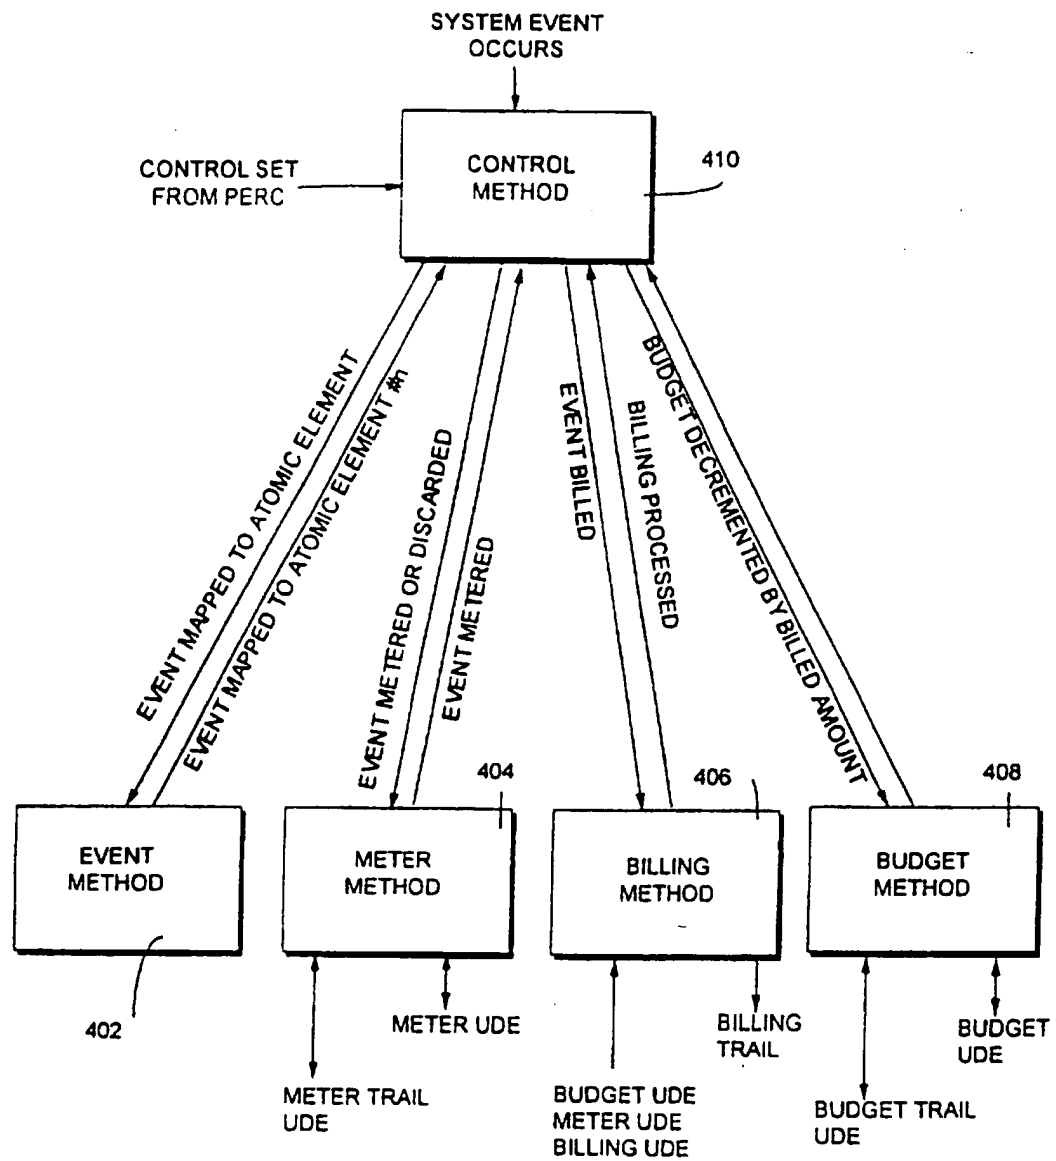 SYSTEM EVENT
OCCURS
CONTROL
METHOD
410
CONTROL SET
FROM PERC
EVENT MAPPED TO ATOMIC ELEMENT
EVENT MAPPED TO ATOMIC ELEMENT #n
EVENT METERED OR DISCARDED
EVENT METERED
EVENT BILLED
BILLING PROCESSED
BUDGET DECREMENTED BY BILLED AMOUNT
404
406
408
EVENT
METHOD
METER
METHOD
BILLING
METHOD
BUDGET
METHOD
402
METER UDE
METER TRAIL
UDE
BUDGET UDE
METER UDE
BILLING UDE
BILLING
TRAIL
BUDGET TRAIL
UDE
BUDGET
UDE